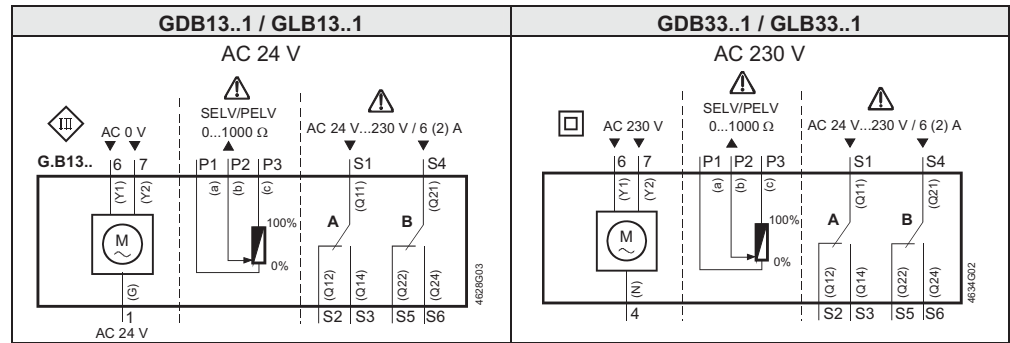 GDB13..1 / GLB13..1
AC 24 V
III
AC 0 V
SELV/PELV
0...1000 Ω
AC 24 V...230 V / 6 (2) A
G.B13..
6 7 P1 P2 P3 S1 S4
(Y1) (Y2) (a) (b) (c) (Q11) (Q21)
M
~
100%
0%
A B
(G) (Q12) (Q14) (Q22) (Q24)
1 S2 S3 S5 S6
AC 24 V
4628G03
GDB33..1 / GLB33..1
AC 230 V
AC 230 V
SELV/PELV
0...1000 Ω
AC 24 V...230 V / 6 (2) A
6 7 P1 P2 P3 S1 S4
(Y1) (Y2) (a) (b) (c) (Q11) (Q21)
M
~
100%
0%
A B
(N) (Q12) (Q14) (Q22) (Q24)
4 S2 S3 S5 S6
4634G02